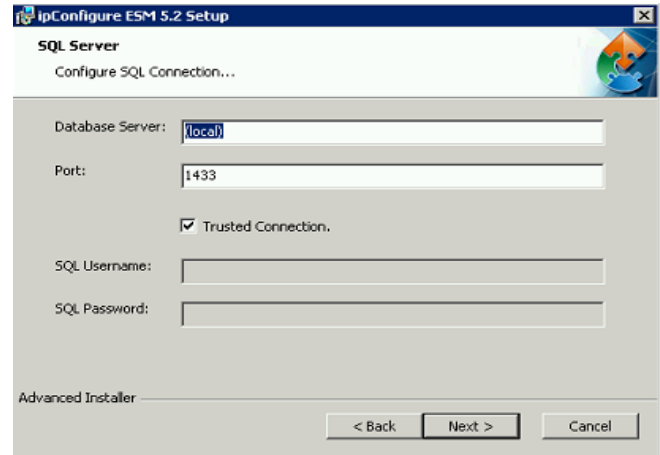 ipConfigure ESM 5.2 Setup
SQL Server
Configure SQL Connection...
Database Server:
(local)
Port:
1433
Trusted Connection.
SQL Username:
SQL Password:
Advanced Installer
< Back Next > Cancel